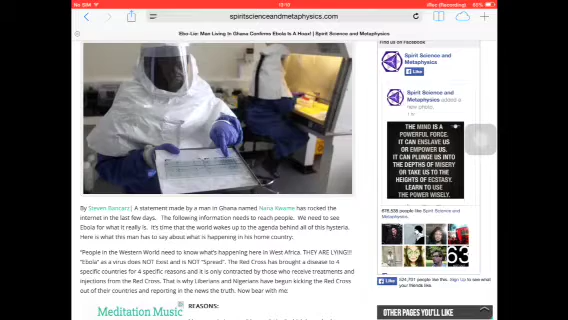 No SIM
12:12
iRec (Recording)
62%
spiritscienceandmetaphysics.com
Ebo-Lie: Man Living In Ghana Confirms Ebola Is A Hoax! | Spirit Science and Metaphysics
Find us on Facebook
Spirit Science and
Metaphysics
Like
Spirit Science and
Metaphysics added a
new photo.
THE MIND IS A
POWERFUL FORCE.
IT CAN ENSLAVE US
OR EMPOWER US.
IT CAN PLUNGE US INTO
THE DEPTHS OF MISERY
OR TAKE US TO THE
HEIGHTS OF ECSTASY.
LEARN TO USE
THE POWER WISELY.
people like Spirit Science and
Metaphysics.
63
Like
people like this. Sign Up to see what
your friends like.
OTHER PAGES YOU'LL LIKE
By Steven Bancarz| A statement made by a man in Ghana named Nana Kwame has rocked the
internet in the last few days. The following information needs to reach people. We need to see
Ebola for what it really is. It's time that the world wakes up to the agenda behind all of this hysteria.
Here is what this man has to say about what is happening in his home country:
"People in the Western World need to know what's happening here in West Africa. THEY ARE LYING!!!
"Ebola" as a virus does NOT Exist and is NOT "Spread". The Red Cross has brought a disease to 4
specific countries for 4 specific reasons and it is only contracted by those who receive treatments and
injections from the Red Cross. That is why Liberians and Nigerians have begun kicking the Red Cross
out of their countries and reporting in the news the truth. Now bear with me:
Meditation Music
REASONS: